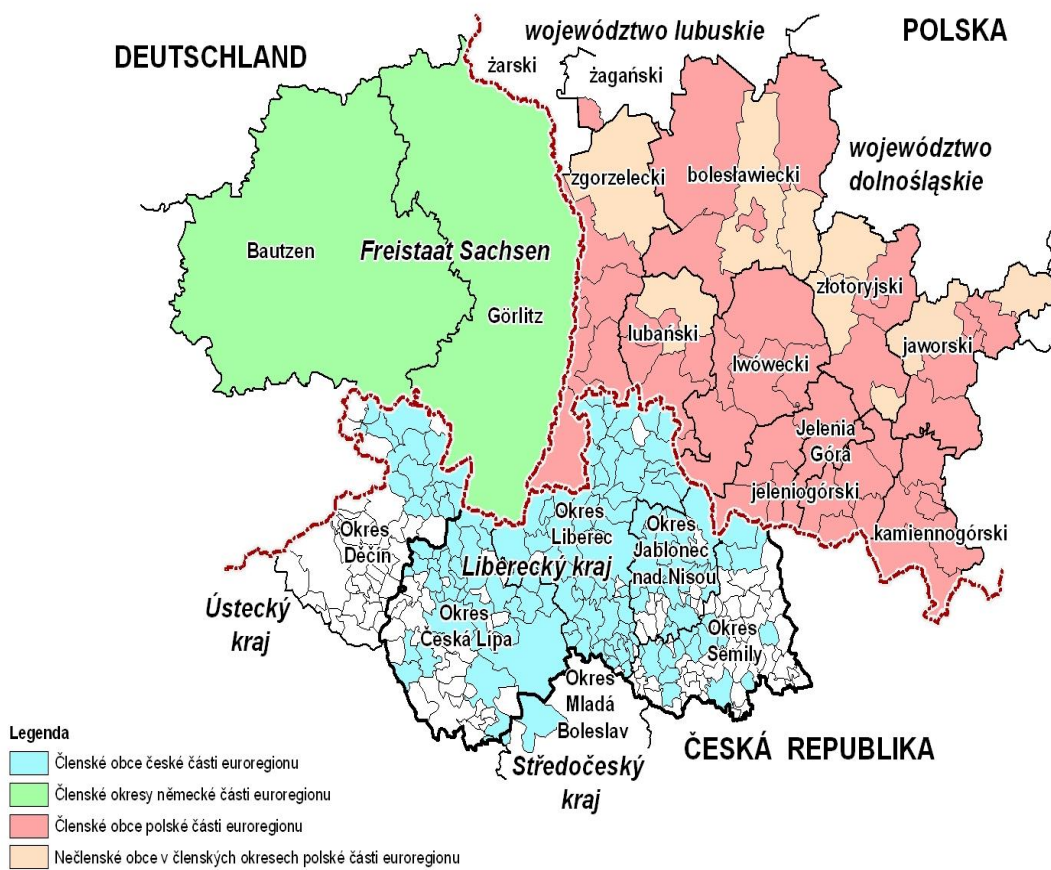 DEUTSCHLAND
województwo lubuskie
POLSKA
żarski
żagański
województwo
dolnośląskie
zgorzelecki
bolesławiecki
Bautzen
Freistaat Sachsen
złotoryjski
Görlitz
lubański
lwówecki
jaworski
Jelenia
Góra
jeleniogórski
kamiennogórski
Okres
Děčín
Okres
Liberec
Okres
Jablonec
nad Nisou
Liberecký kraj
Ústecký
kraj
Okres
Česká Lípa
Okres
Semily
Okres
Mladá
Boleslav
Středočeský
kraj
ČESKÁ REPUBLIKA
Legenda
Členské obce české části euroregionu
Členské okresy německé části euroregionu
Členské obce polské části euroregionu
Nečlenské obce v členských okresech polské části euroregionu